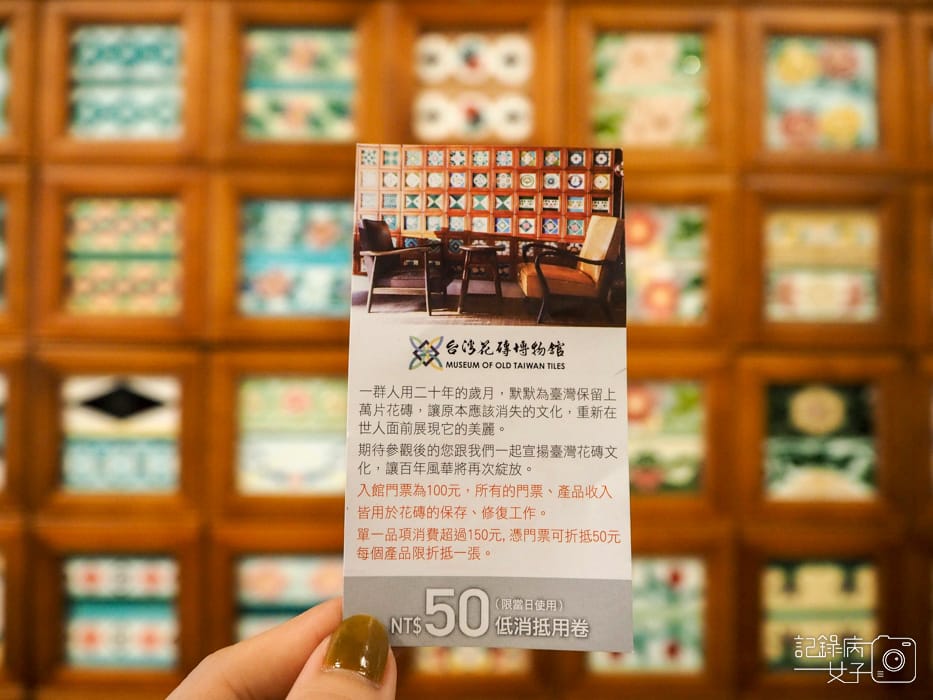 台灣花磚博物館
MUSEUM OF OLD TAIWAN TILES
一群人用二十年的歲月，默默為臺灣保留上
萬片花磚，讓原本應該消失的文化，重新在
世人面前展現它的美麗。
期待參觀後的您跟我們一起宣揚臺灣花磚文
化，讓百年風華將再次綻放。
入館門票為100元，所有的門票、產品收入
皆用於花磚的保存、修復工作。
單一品項消費超過150元,憑門票可折抵50元
每個產品限折抵一張。
NT$50（限當日使用）
低消抵用卷
記錄病
女子